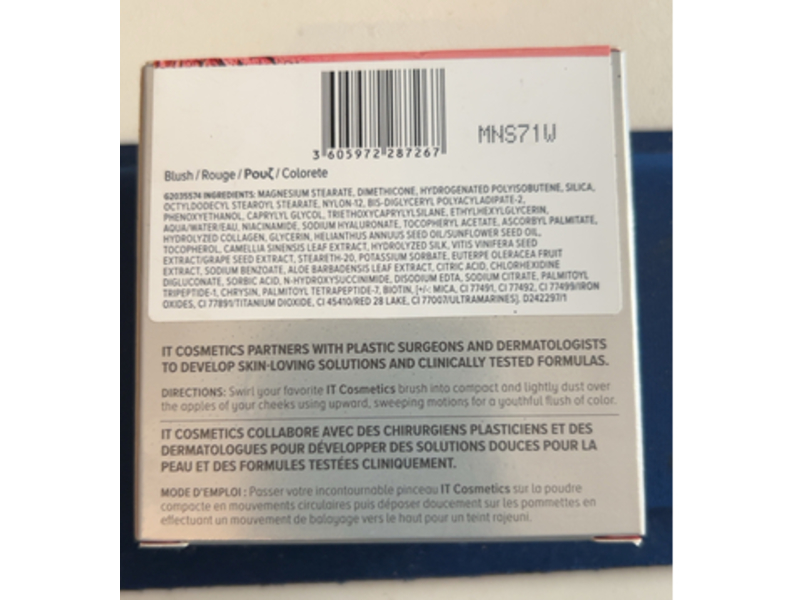 3 605972 287267
MNS71W
Blush / Rouge / Ρουζ / Colorete
62035574 INGREDIENTS: MAGNESIUM STEARATE, DIMETHICONE, HYDROGENATED POLYISOBUTENE, SILICA,
OCTYLDODECYL STEAROYL STEARATE, NYLON-12, BIS-DIGLYCERYL POLYACYLADIPATE-2,
PHENOXYETHANOL, CAPRYLYL GLYCOL, TRIETHOXYCAPRYLYLSILANE, ETHYLHEXYLGLYCERIN,
AQUA/WATER/EAU, NIACINAMIDE, SODIUM HYALURONATE, TOCOPHERYL ACETATE, ASCORBYL PALMITATE,
HYDROLYZED COLLAGEN, GLYCERIN, HELIANTHUS ANNUUS SEED OIL/SUNFLOWER SEED OIL,
TOCOPHEROL, CAMELLIA SINENSIS LEAF EXTRACT, HYDROLYZED SILK, VITIS VINIFERA SEED
EXTRACT/GRAPE SEED EXTRACT, STEARETH-20, POTASSIUM SORBATE, EUTERPE OLERACEA FRUIT
EXTRACT, SODIUM BENZOATE, ALOE BARBADENSIS LEAF EXTRACT, CITRIC ACID, CHLORHEXIDINE
DIGLUCONATE, SORBIC ACID, N-HYDROXYSUCCINIMIDE, DISODIUM EDTA, SODIUM CITRATE, PALMITOYL
TRIPEPTIDE-1, CHRYSIN, PALMITOYL TETRAPEPTIDE-7, BIOTIN, [+/-: MICA, CI 77491, CI 77492, CI 77499/IRON
OXIDES, CI 77891/TITANIUM DIOXIDE, CI 45410/RED 28 LAKE, CI 77007/ULTRAMARINES]. D242297/1
IT COSMETICS PARTNERS WITH PLASTIC SURGEONS AND DERMATOLOGISTS
TO DEVELOP SKIN-LOVING SOLUTIONS AND CLINICALLY TESTED FORMULAS.
DIRECTIONS: Swirl your favorite IT Cosmetics brush into compact and lightly dust over
the apples of your cheeks using upward, sweeping motions for a youthful flush of color.
IT COSMETICS COLLABORE AVEC DES CHIRURGIENS PLASTICIENS ET DES
DERMATOLOGUES POUR DÉVELOPPER DES SOLUTIONS DOUCES POUR LA
PEAU ET DES FORMULES TESTÉES CLINIQUEMENT.
MODE D'EMPLOI : Passer votre incontournable pinceau IT Cosmetics sur la poudre
compacte en mouvements circulaires puis déposer doucement sur les pommettes en
effectuant un mouvement de balayage vers le haut pour un teint rajeuni.